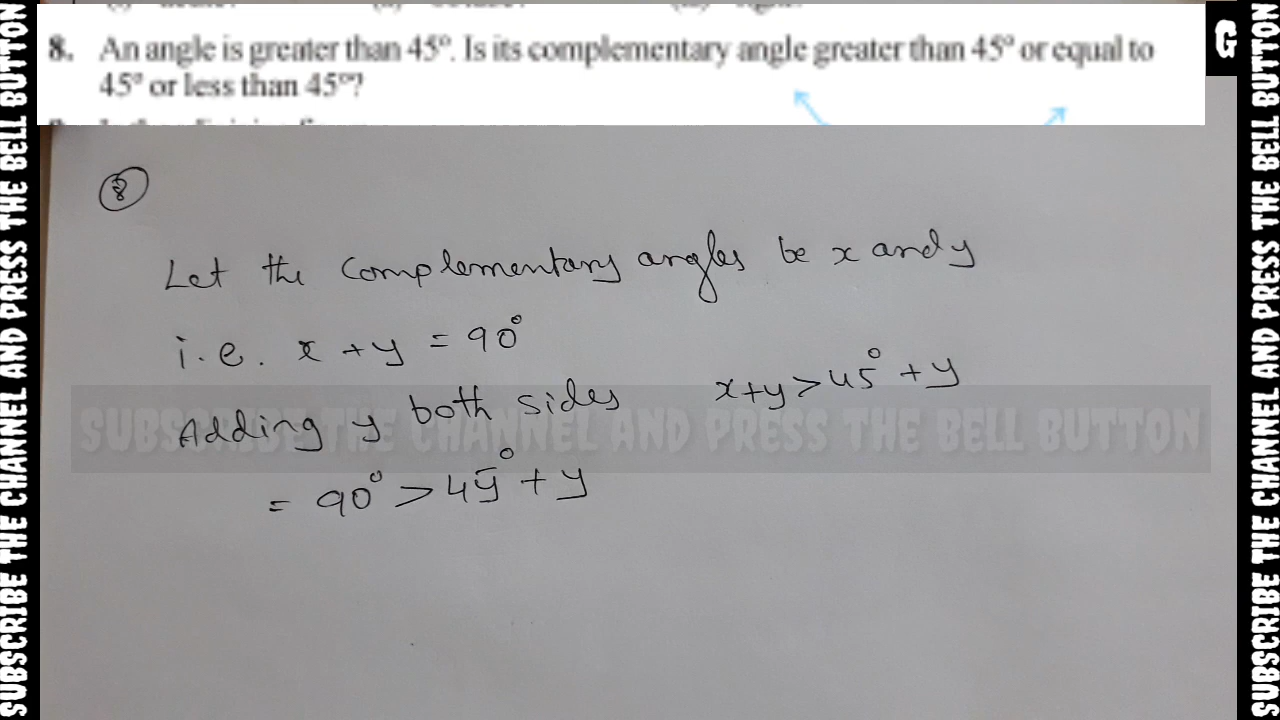 SUBSCRIBE THE CHANNEL AND PRESS THE BELL BUTTON
8. An angle is greater than 45°. Is its complementary angle greater than 45° or equal to
45° or less than 45°?
G
8
Let the complementary angles be x and y
i.e. x + y = 90°
Adding y both sides x+y > 45° + y
SUBSCRIBE THE CHANNEL AND PRESS THE BELL BUTTON
= 90° > 45° + y
SUBSCRIBE THE CHANNEL AND PRESS THE BELL BUTTON